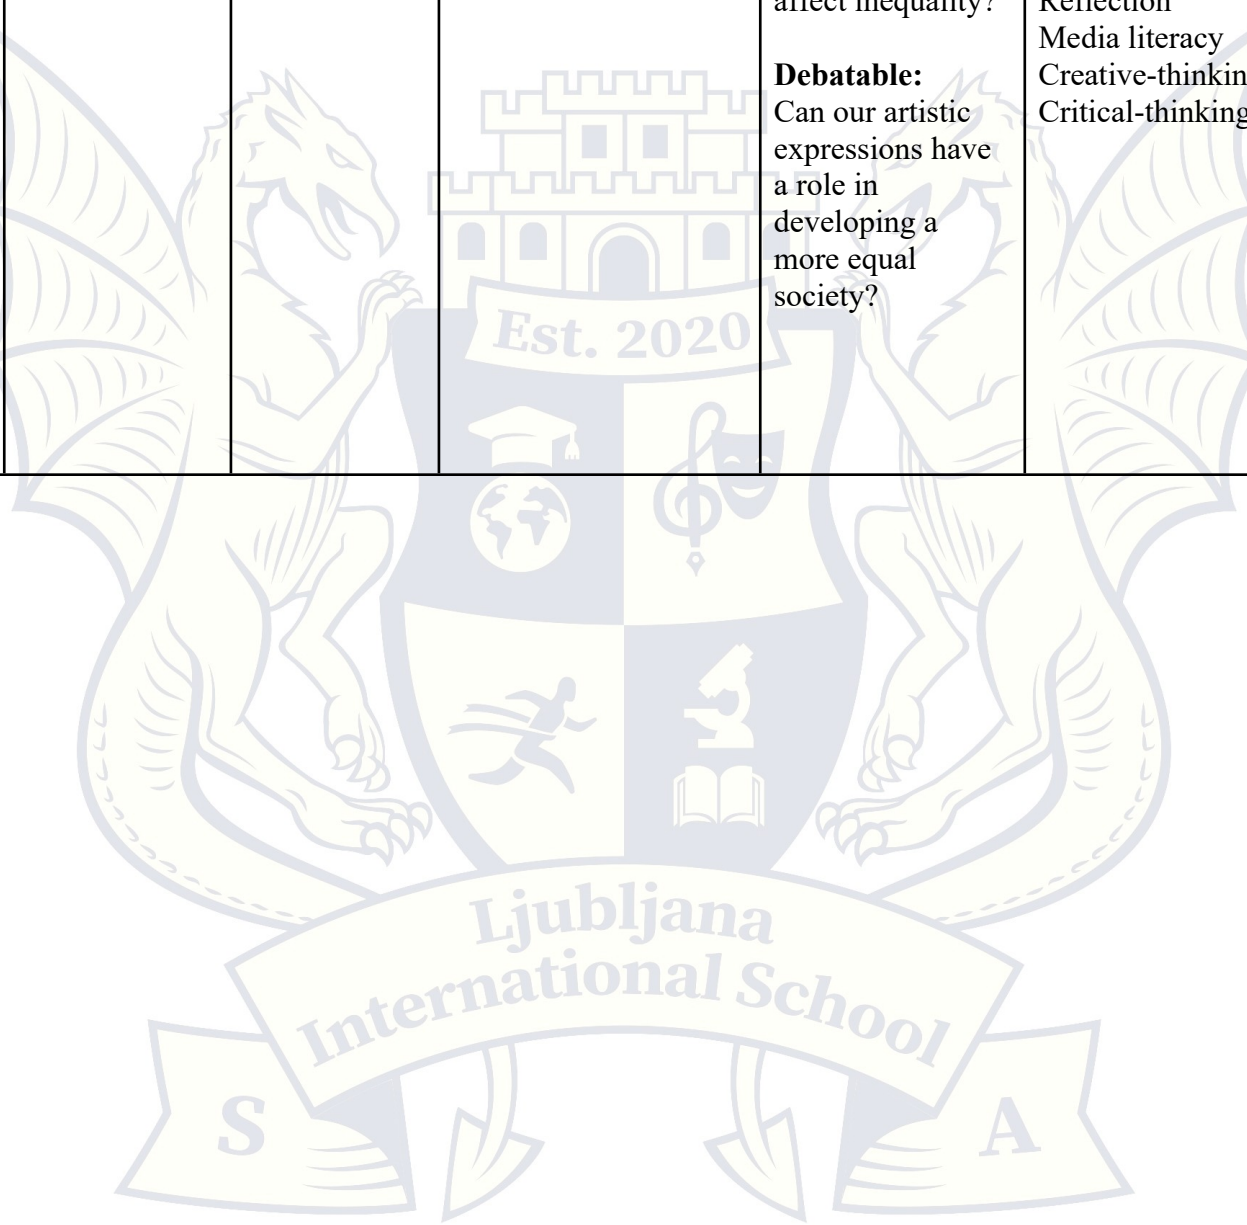 affect inequality?
Debatable:
Can our artistic
expressions have
a role in
developing a
more equal
society?
Reflection
Media literacy
Creative-thinkin
Critical-thinking
Est. 2020
Ljubljana
International School
S
A